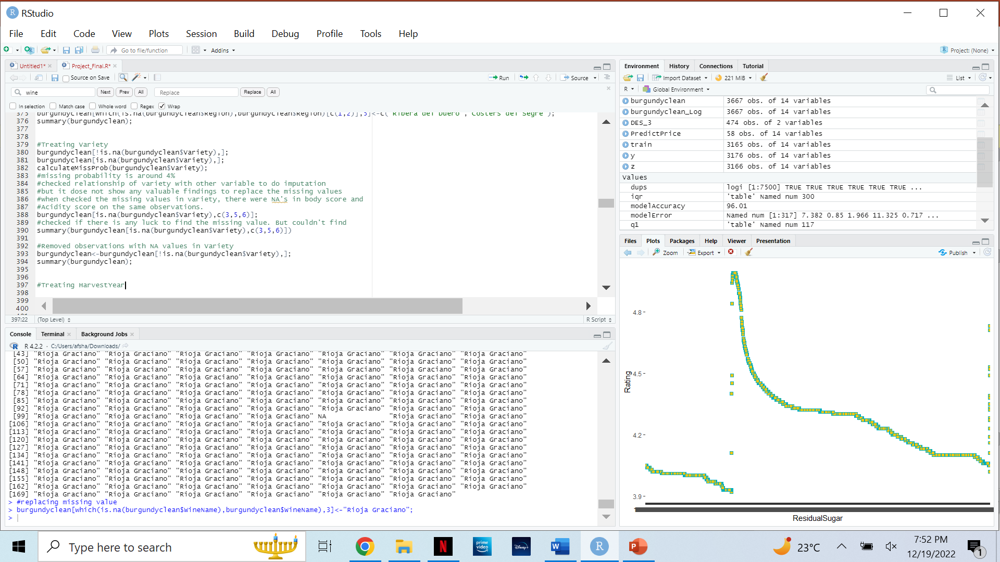 RStudio
File Edit Code View Plots Session Build Debug Profile Tools Help
Go to file/function Addins Project: (None)
Untitled1* Project_Final.R*
Source on Save Run Source
wine Next Prev All Replace Replace All
In selection Match case Whole word Regex Wrap
375 burgundyclean[which(is.na(burgundyclean$Region),burgundyclean$Region)[c(1,2)],5]<-c("Ribera del Duero", "Costers del Segre");
376 summary(burgundyclean);
377
378
379 #Treating Variety
380 burgundyclean[!is.na(burgundyclean$Variety),];
381 burgundyclean[is.na(burgundyclean$Variety),];
382 calculateMissProb(burgundyclean$Variety);
383 #missing probability is around 4%
384 #checked relationship of variety with other variable to do imputation
385 #but it dose not show any valuable findings to replace the missing values
386 #when checked the missing values in variety, there were NA's in body score and
387 #Acidity score on the same observations.
388 burgundyclean[is.na(burgundyclean$Variety),c(3,5,6)];
389 #checked if there is any luck to find the missing value. But couldn't find
390 summary(burgundyclean[is.na(burgundyclean$Variety),c(3,5,6)])
391
392 #Removed observations with NA values in Variety
393 burgundyclean<-burgundyclean[!is.na(burgundyclean$Variety),];
394 summary(burgundyclean);
395
396
397 #Treating HarvestYear
398
399
400
397:22 (Top Level) R Script
Console Terminal Background Jobs
R 4.2.2 · C:/Users/afsha/Downloads/
[43] "Rioja Graciano" "Rioja Graciano" "Rioja Graciano" "Rioja Graciano" "Rioja Graciano" "Rioja Graciano" "Rioja Graciano"
[50] "Rioja Graciano" "Rioja Graciano" "Rioja Graciano" "Rioja Graciano" "Rioja Graciano" "Rioja Graciano" "Rioja Graciano"
[57] "Rioja Graciano" "Rioja Graciano" "Rioja Graciano" "Rioja Graciano" "Rioja Graciano" "Rioja Graciano" "Rioja Graciano"
[64] "Rioja Graciano" "Rioja Graciano" "Rioja Graciano" "Rioja Graciano" "Rioja Graciano" "Rioja Graciano" "Rioja Graciano"
[71] "Rioja Graciano" "Rioja Graciano" "Rioja Graciano" "Rioja Graciano" "Rioja Graciano" "Rioja Graciano" "Rioja Graciano"
[78] "Rioja Graciano" "Rioja Graciano" "Rioja Graciano" "Rioja Graciano" "Rioja Graciano" "Rioja Graciano" "Rioja Graciano"
[85] "Rioja Graciano" "Rioja Graciano" "Rioja Graciano" "Rioja Graciano" "Rioja Graciano" "Rioja Graciano" "Rioja Graciano"
[92] "Rioja Graciano" "Rioja Graciano" "Rioja Graciano" "Rioja Graciano" "Rioja Graciano" "Rioja Graciano" "Rioja Graciano"
[99] "Rioja Graciano" "Rioja Graciano" "Rioja Graciano" "Rioja Graciano" NA "Rioja Graciano" "Rioja Graciano"
[106] "Rioja Graciano" "Rioja Graciano" "Rioja Graciano" "Rioja Graciano" "Rioja Graciano" "Rioja Graciano" "Rioja Graciano"
[113] "Rioja Graciano" "Rioja Graciano" "Rioja Graciano" "Rioja Graciano" "Rioja Graciano" "Rioja Graciano" "Rioja Graciano"
[120] "Rioja Graciano" "Rioja Graciano" "Rioja Graciano" "Rioja Graciano" "Rioja Graciano" "Rioja Graciano" "Rioja Graciano"
[127] "Rioja Graciano" "Rioja Graciano" "Rioja Graciano" "Rioja Graciano" "Rioja Graciano" "Rioja Graciano" "Rioja Graciano"
[134] "Rioja Graciano" "Rioja Graciano" "Rioja Graciano" "Rioja Graciano" "Rioja Graciano" "Rioja Graciano" "Rioja Graciano"
[141] "Rioja Graciano" "Rioja Graciano" "Rioja Graciano" "Rioja Graciano" "Rioja Graciano" "Rioja Graciano" "Rioja Graciano"
[148] "Rioja Graciano" "Rioja Graciano" "Rioja Graciano" "Rioja Graciano" "Rioja Graciano" "Rioja Graciano" "Rioja Graciano"
[155] "Rioja Graciano" "Rioja Graciano" "Rioja Graciano" "Rioja Graciano" "Rioja Graciano" "Rioja Graciano" "Rioja Graciano"
[162] "Rioja Graciano" "Rioja Graciano" "Rioja Graciano" "Rioja Graciano" "Rioja Graciano" "Rioja Graciano" "Rioja Graciano"
[169] "Rioja Graciano" "Rioja Graciano" "Rioja Graciano" "Rioja Graciano" "Rioja Graciano" "Rioja Graciano"
> #replacing missing value
> burgundyclean[which(is.na(burgundyclean$WineName),burgundyclean$WineName),3]<-"Rioja Graciano";
>
Environment History Connections Tutorial
Import Dataset 221 MiB List
R Global Environment
burgundyclean 3667 obs. of 14 variables
burgundyclean_Log 3667 obs. of 14 variables
DES_3 474 obs. of 2 variables
PredictPrice 58 obs. of 14 variables
train 3165 obs. of 14 variables
y 3176 obs. of 14 variables
z 3166 obs. of 14 variables
Values
dups logi [1:7500] TRUE TRUE TRUE TRUE TRUE TRUE ...
iqr 'table' Named num 300
modelAccuracy 96.01
modelError Named num [1:317] 7.382 0.85 1.966 11.325 0.717 ...
q1 'table' Named num 117
Files Plots Packages Help Viewer Presentation
Zoom Export Publish
4.8
4.5
4.2
3.9
Rating
ResidualSugar
Type here to search
prime video
Disney+
23°C
7:52 PM
12/19/2022
1